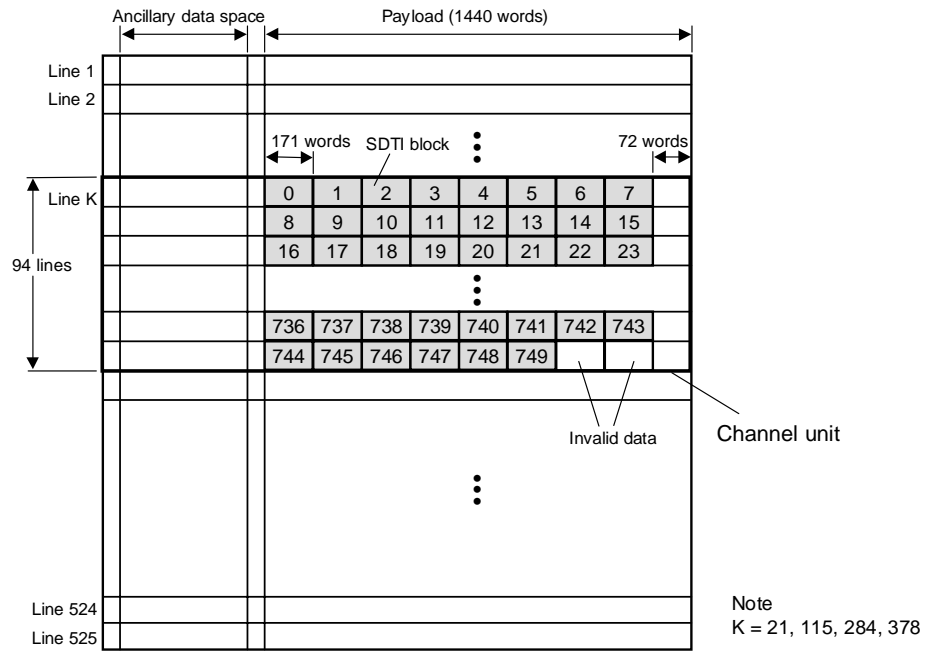 Ancillary data space
Payload (1440 words)
Line 1
Line 2
171 words
SDTI block
72 words
Line K
0 1 2 3 4 5 6 7
8 9 10 11 12 13 14 15
16 17 18 19 20 21 22 23
94 lines
736 737 738 739 740 741 742 743
744 745 746 747 748 749
Invalid data
Channel unit
Line 524
Line 525
Note
K = 21, 115, 284, 378